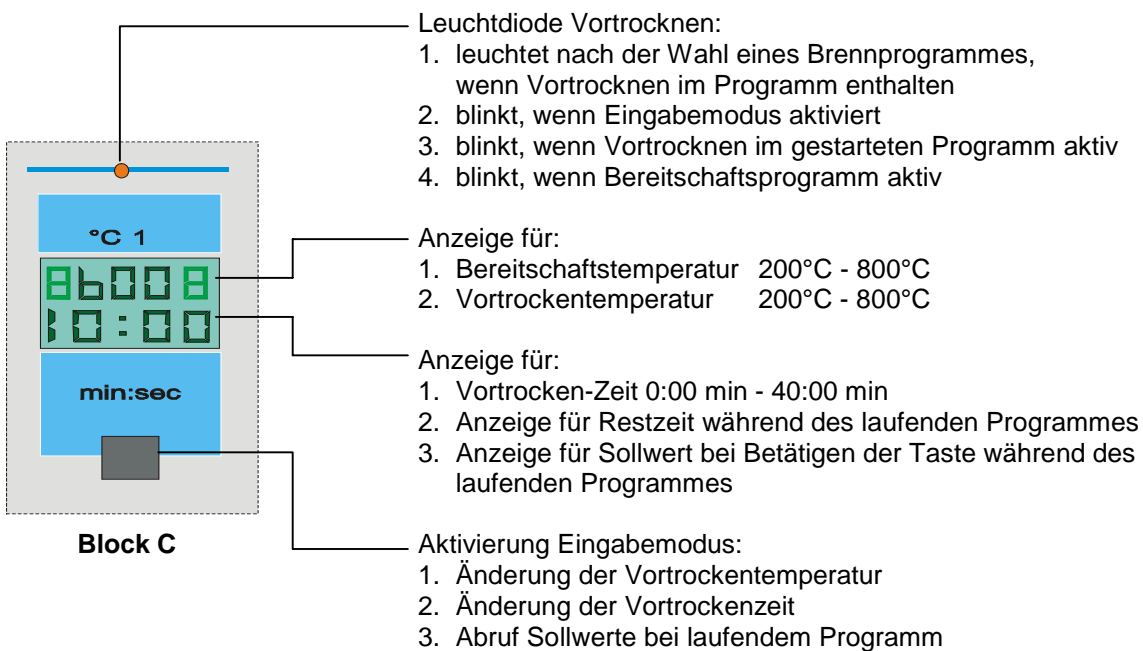 Leuchtdiode Vortrocknen:
1. leuchtet nach der Wahl eines Brennprogrammes,
wenn Vortrocknen im Programm enthalten
2. blinkt, wenn Eingabemodus aktiviert
3. blinkt, wenn Vortrocknen im gestarteten Programm aktiv
4. blinkt, wenn Bereitschaftsprogramm aktiv
°C 1
8b008
10:00
min:sec
Block C
Anzeige für:
1. Bereitschaftstemperatur 200°C - 800°C
2. Vortrockentemperatur 200°C - 800°C
Anzeige für:
1. Vortrocken-Zeit 0:00 min - 40:00 min
2. Anzeige für Restzeit während des laufenden Programmes
3. Anzeige für Sollwert bei Betätigen der Taste während des
laufenden Programmes
Aktivierung Eingabemodus:
1. Änderung der Vortrockentemperatur
2. Änderung der Vortrockenzeit
3. Abruf Sollwerte bei laufendem Programm